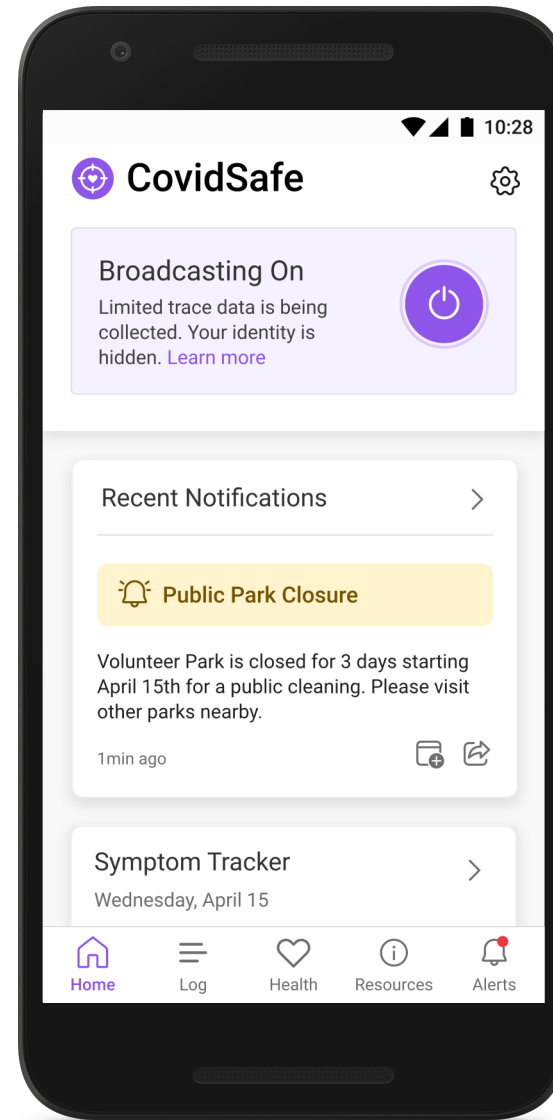 10:28
CovidSafe
Broadcasting On
Limited trace data is being
collected. Your identity is
hidden. Learn more
Recent Notifications
Public Park Closure
Volunteer Park is closed for 3 days starting
April 15th for a public cleaning. Please visit
other parks nearby.
1min ago
Symptom Tracker
Wednesday, April 15
Home Log Health Resources Alerts